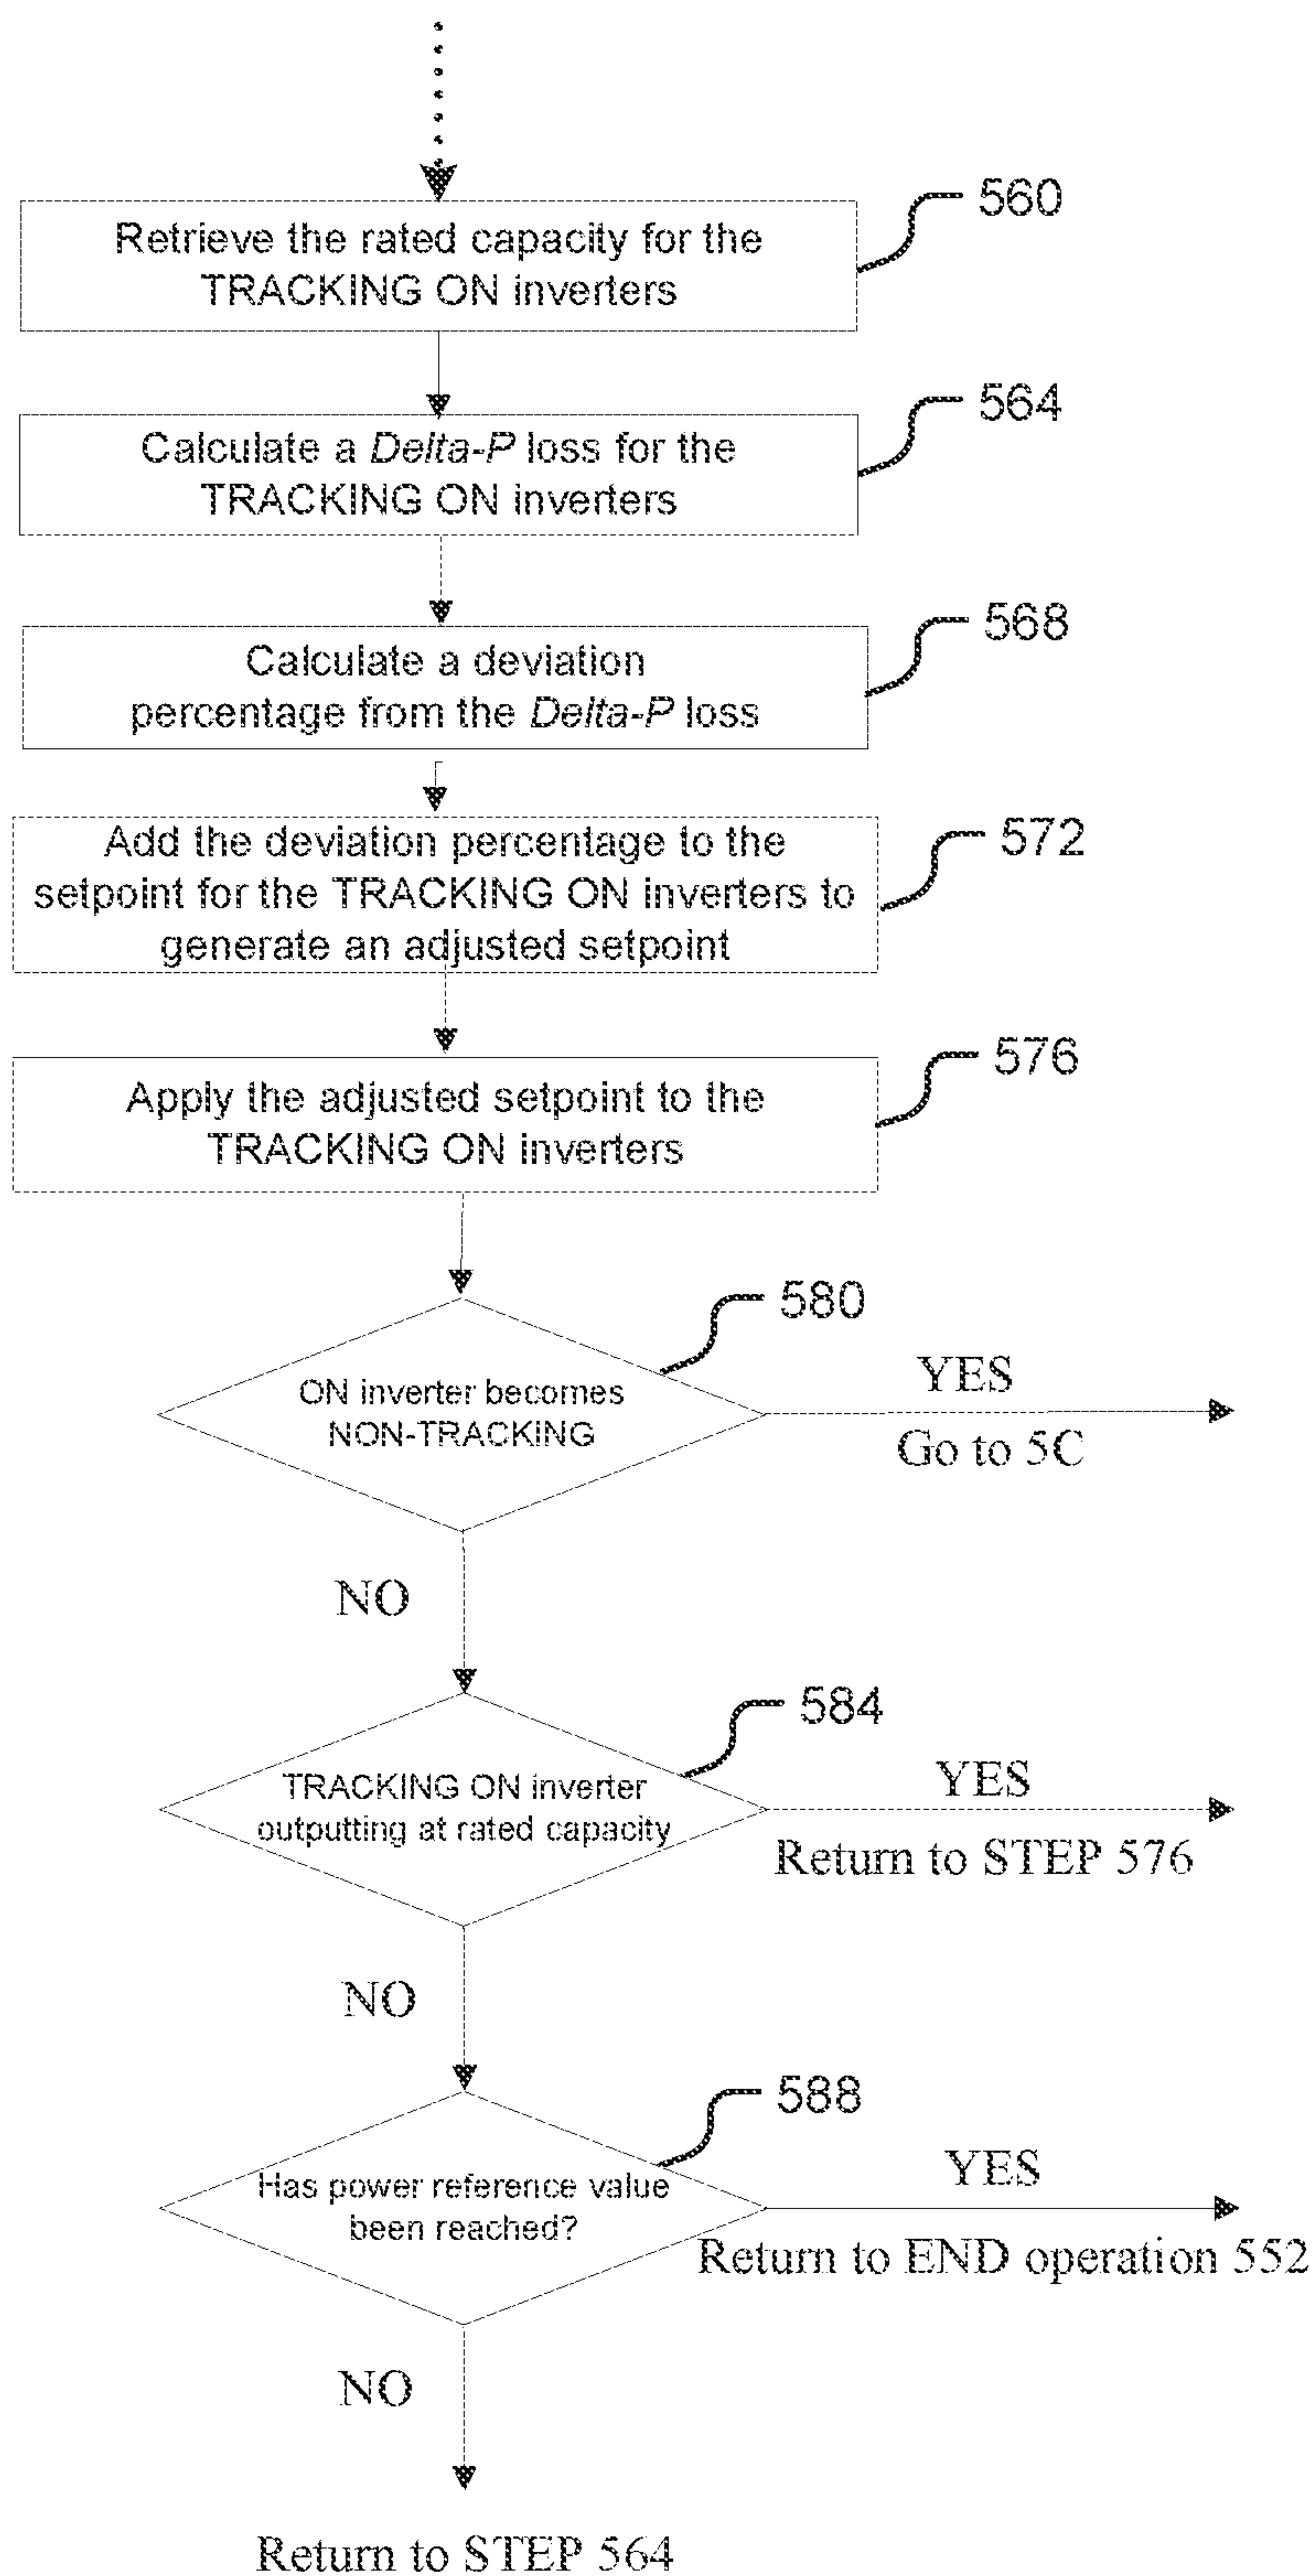 560
Retrieve the rated capacity for the
TRACKING ON inverters
564
Calculate a Delta-P loss for the
TRACKING ON inverters
568
Calculate a deviation
percentage from the Delta-P loss
572
Add the deviation percentage to the
setpoint for the TRACKING ON inverters to
generate an adjusted setpoint
576
Apply the adjusted setpoint to the
TRACKING ON inverters
580
ON inverter becomes
NON-TRACKING
YES
Go to 5C
NO
584
TRACKING ON inverter
outputting at rated capacity
YES
Return to STEP 576
NO
588
Has power reference value
been reached?
YES
Return to END operation 552
NO
Return to STEP 564